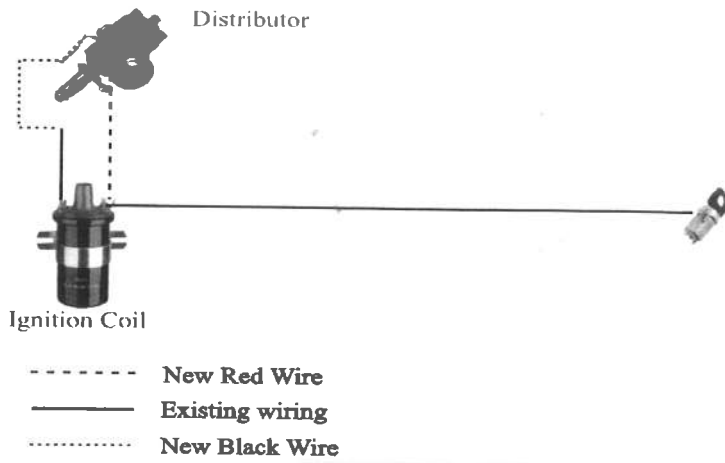 Distributor
Ignition Coil
New Red Wire
Existing wiring
New Black Wire